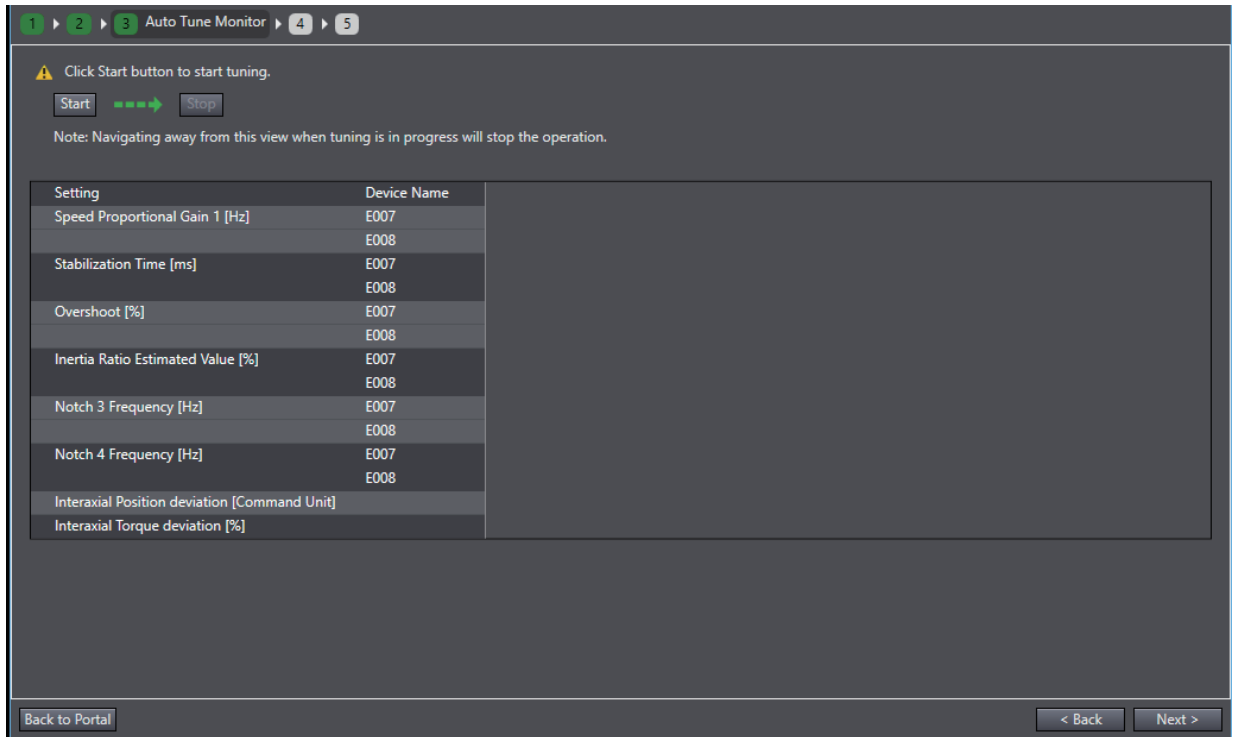 1 2 3 Auto Tune Monitor 4 5
Click Start button to start tuning.
Start Stop
Note: Navigating away from this view when tuning is in progress will stop the operation.
Setting Device Name
Speed Proportional Gain 1 [Hz] E007
E008
Stabilization Time [ms] E007
E008
Overshoot [%] E007
E008
Inertia Ratio Estimated Value [%] E007
E008
Notch 3 Frequency [Hz] E007
E008
Notch 4 Frequency [Hz] E007
E008
Interaxial Position deviation [Command Unit]
Interaxial Torque deviation [%]
Back to Portal < Back Next >